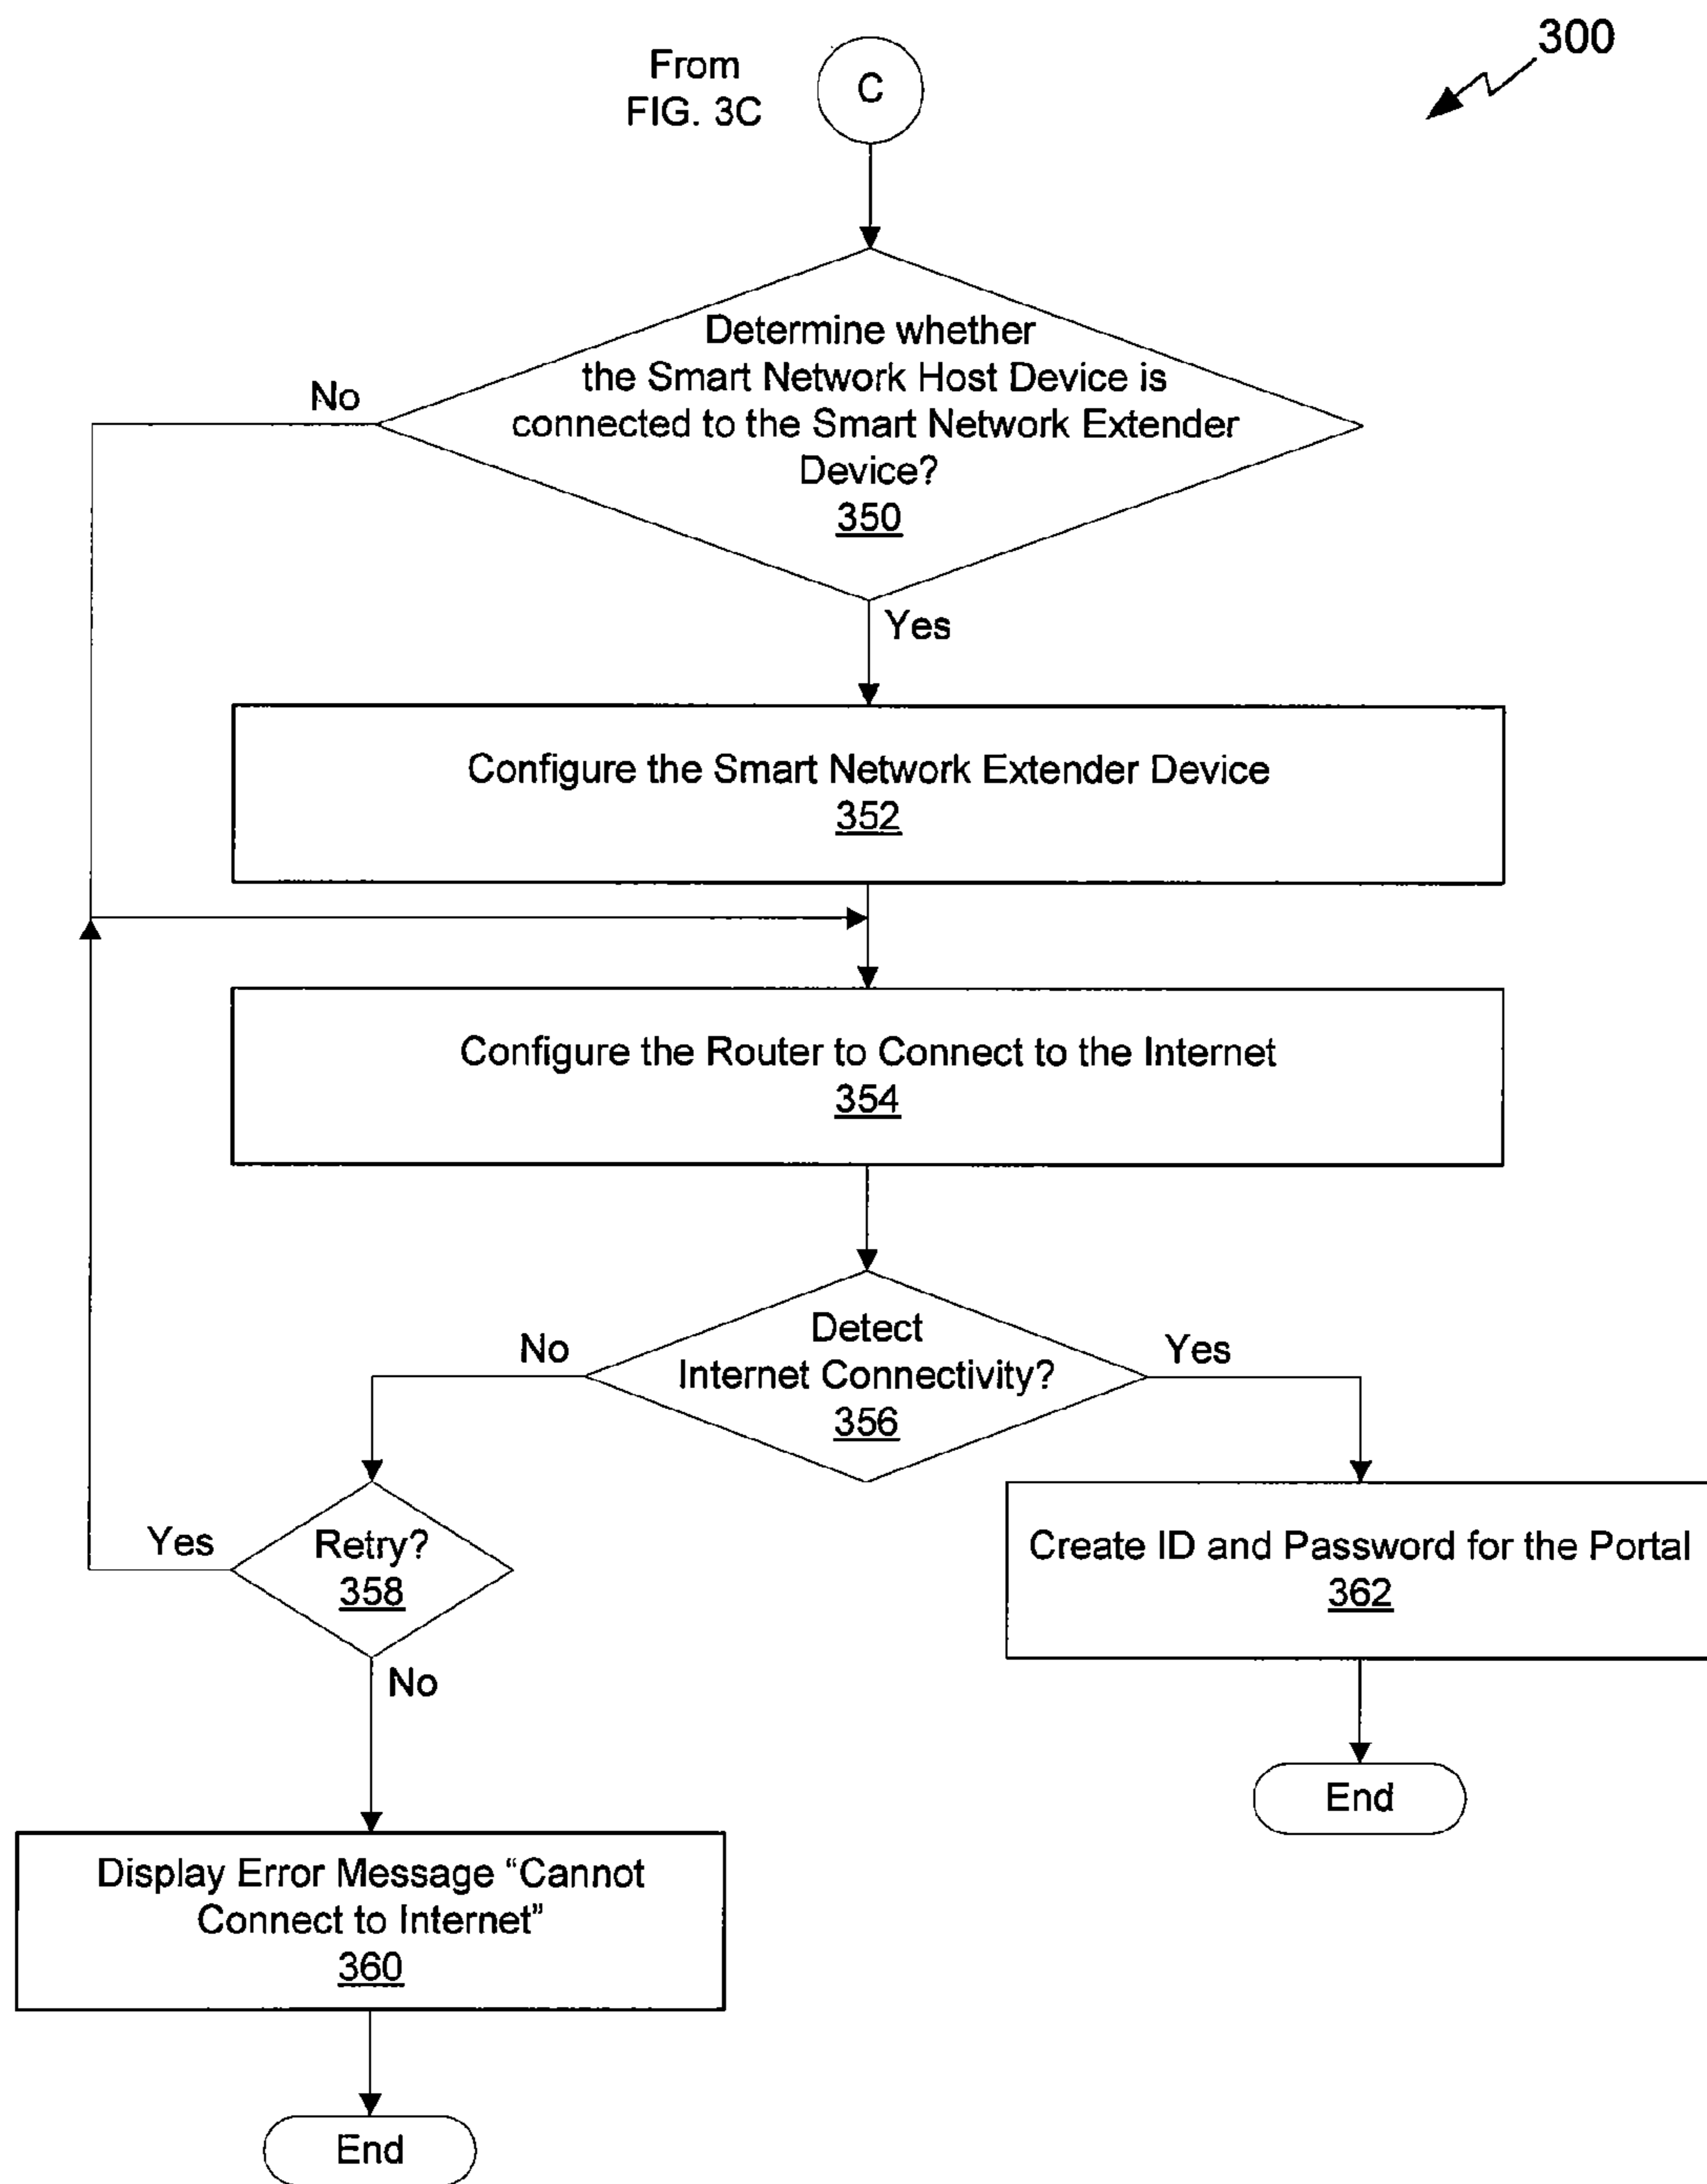 300
From
FIG. 3C
C
Determine whether
the Smart Network Host Device is
connected to the Smart Network Extender
Device?
350
No
Yes
Configure the Smart Network Extender Device
352
Configure the Router to Connect to the Internet
354
Detect
Internet Connectivity?
356
No
Yes
Retry?
358
Yes
No
Create ID and Password for the Portal
362
End
Display Error Message “Cannot
Connect to Internet”
360
End